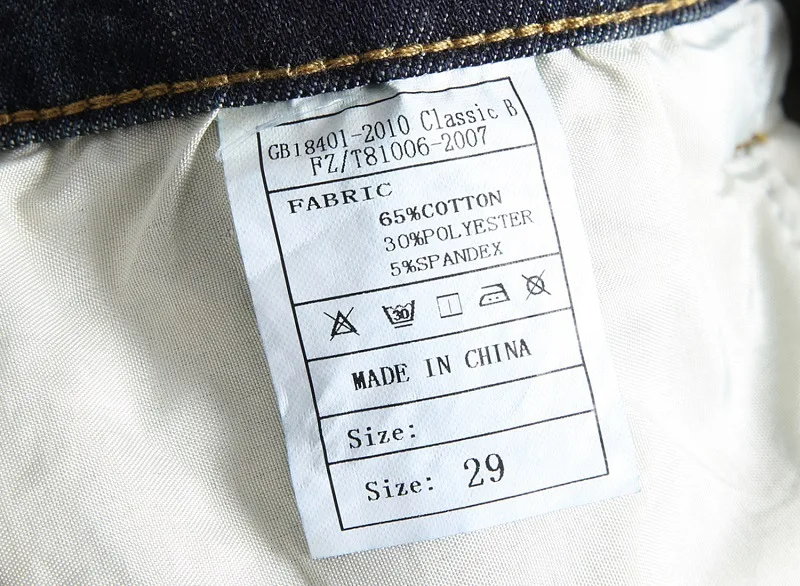 GB18401-2010 Classic B
FZ/T81006-2007
FABRIC
65%COTTON
30%POLYESTER
5%SPANDEX
30
MADE IN CHINA
Size:
Size: 29